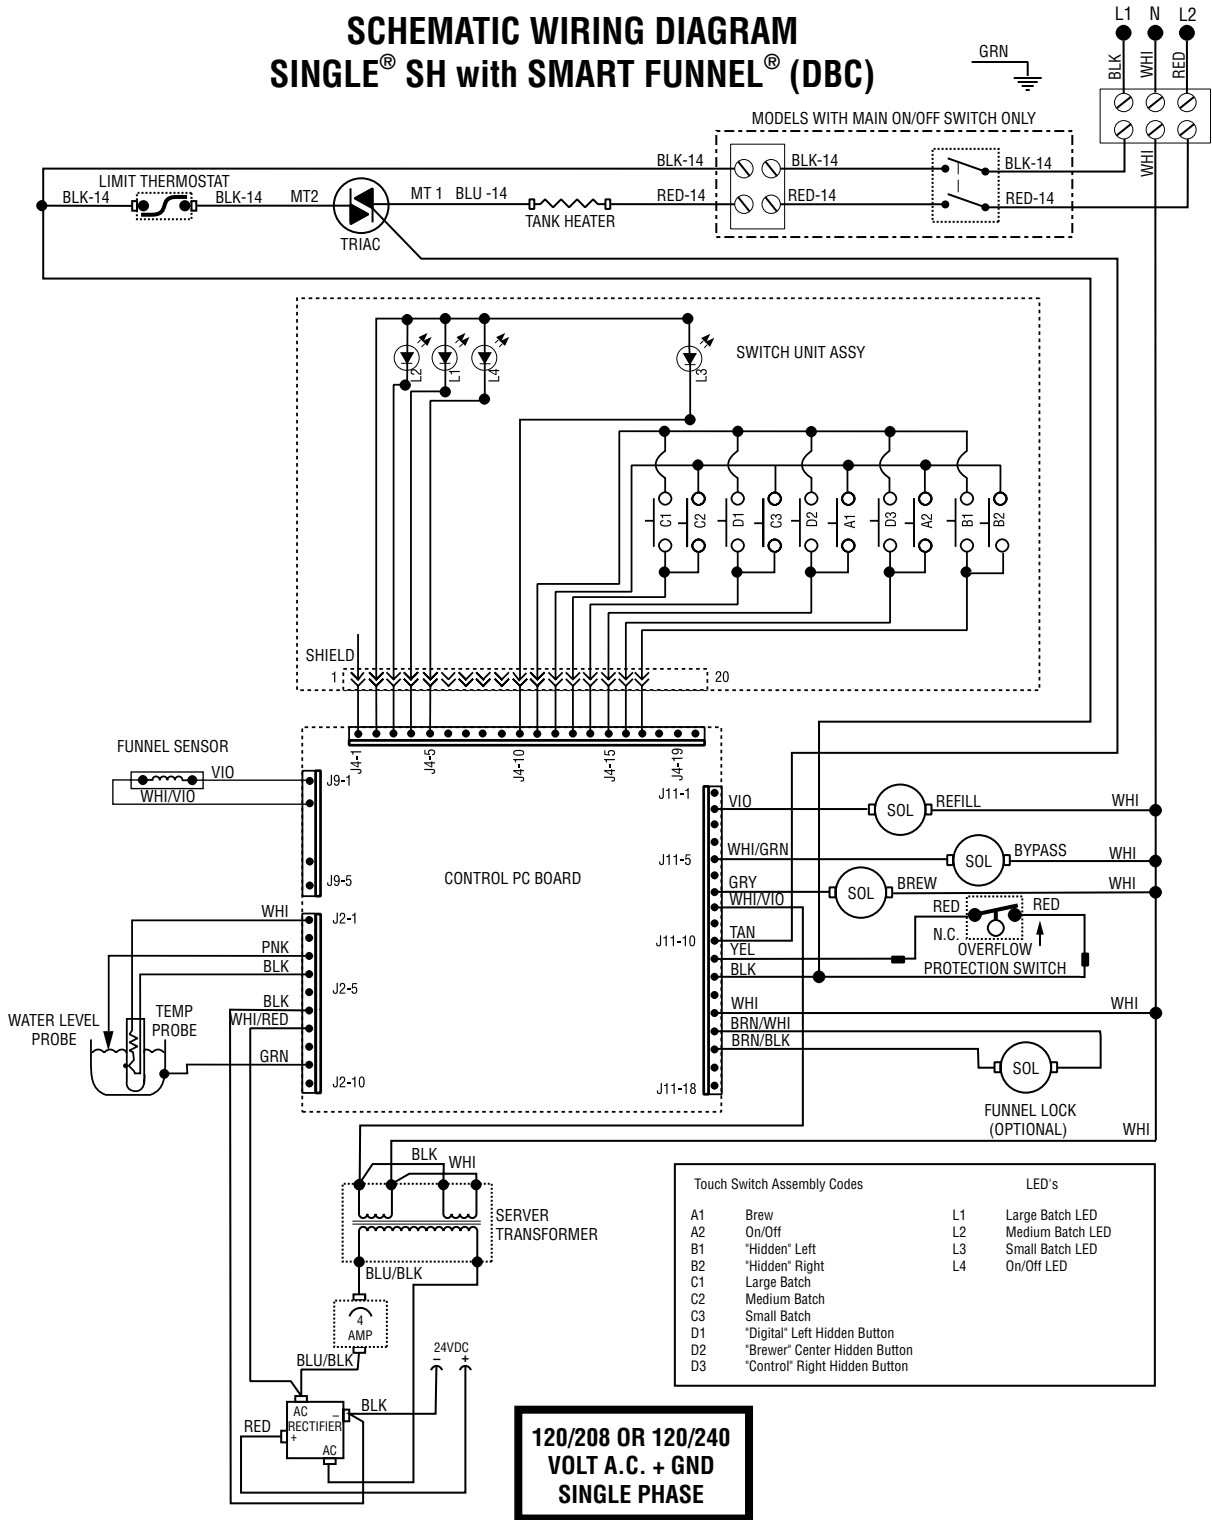 SCHEMATIC WIRING DIAGRAM
SINGLE® SH with SMART FUNNEL® (DBC)
L1 N L2
GRN
BLK
WHI
RED
MODELS WITH MAIN ON/OFF SWITCH ONLY
BLK-14
BLK-14
BLK-14
WHI
LIMIT THERMOSTAT
BLK-14
BLK-14
MT2
MT 1
BLU -14
RED-14
RED-14
RED-14
TANK HEATER
TRIAC
L2
L1
L4
L3
SWITCH UNIT ASSY
C1
C2
D1
C3
D2
A1
D3
A2
B1
B2
SHIELD
1
20
J4-1
J4-5
J4-10
J4-15
J4-19
FUNNEL SENSOR
VIO
WHI/VIO
J9-1
J9-5
CONTROL PC BOARD
J11-1
VIO
SOL
REFILL
WHI
J11-5
WHI/GRN
SOL
BYPASS
WHI
GRY
SOL
BREW
WHI
WHI/VIO
RED
RED
N.C.
OVERFLOW
PROTECTION SWITCH
J11-10
TAN
YEL
BLK
WHI
J2-1
PNK
BLK
J2-5
BLK
WHI/RED
GRN
J2-10
WATER LEVEL
PROBE
TEMP
PROBE
WHI
WHI
BRN/WHI
BRN/BLK
J11-18
SOL
FUNNEL LOCK
(OPTIONAL)
WHI
BLK
WHI
SERVER
TRANSFORMER
BLU/BLK
4
AMP
BLU/BLK
24VDC
– +
BLK
AC
–
RECTIFIER
+
AC
RED
Touch Switch Assembly Codes LED's
A1 Brew L1 Large Batch LED
A2 On/Off L2 Medium Batch LED
B1 "Hidden" Left L3 Small Batch LED
B2 "Hidden" Right L4 On/Off LED
C1 Large Batch
C2 Medium Batch
C3 Small Batch
D1 "Digital" Left Hidden Button
D2 "Brewer" Center Hidden Button
D3 "Control" Right Hidden Button
120/208 OR 120/240
VOLT A.C. + GND
SINGLE PHASE